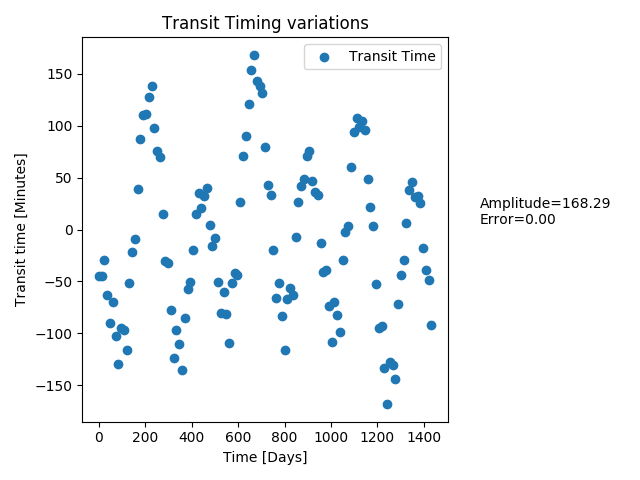 Transit Timing variations
Transit Time
Transit time [Minutes]
150
100
50
0
−50
−100
−150
0 200 400 600 800 1000 1200 1400
Time [Days]
Amplitude=168.29
Error=0.00